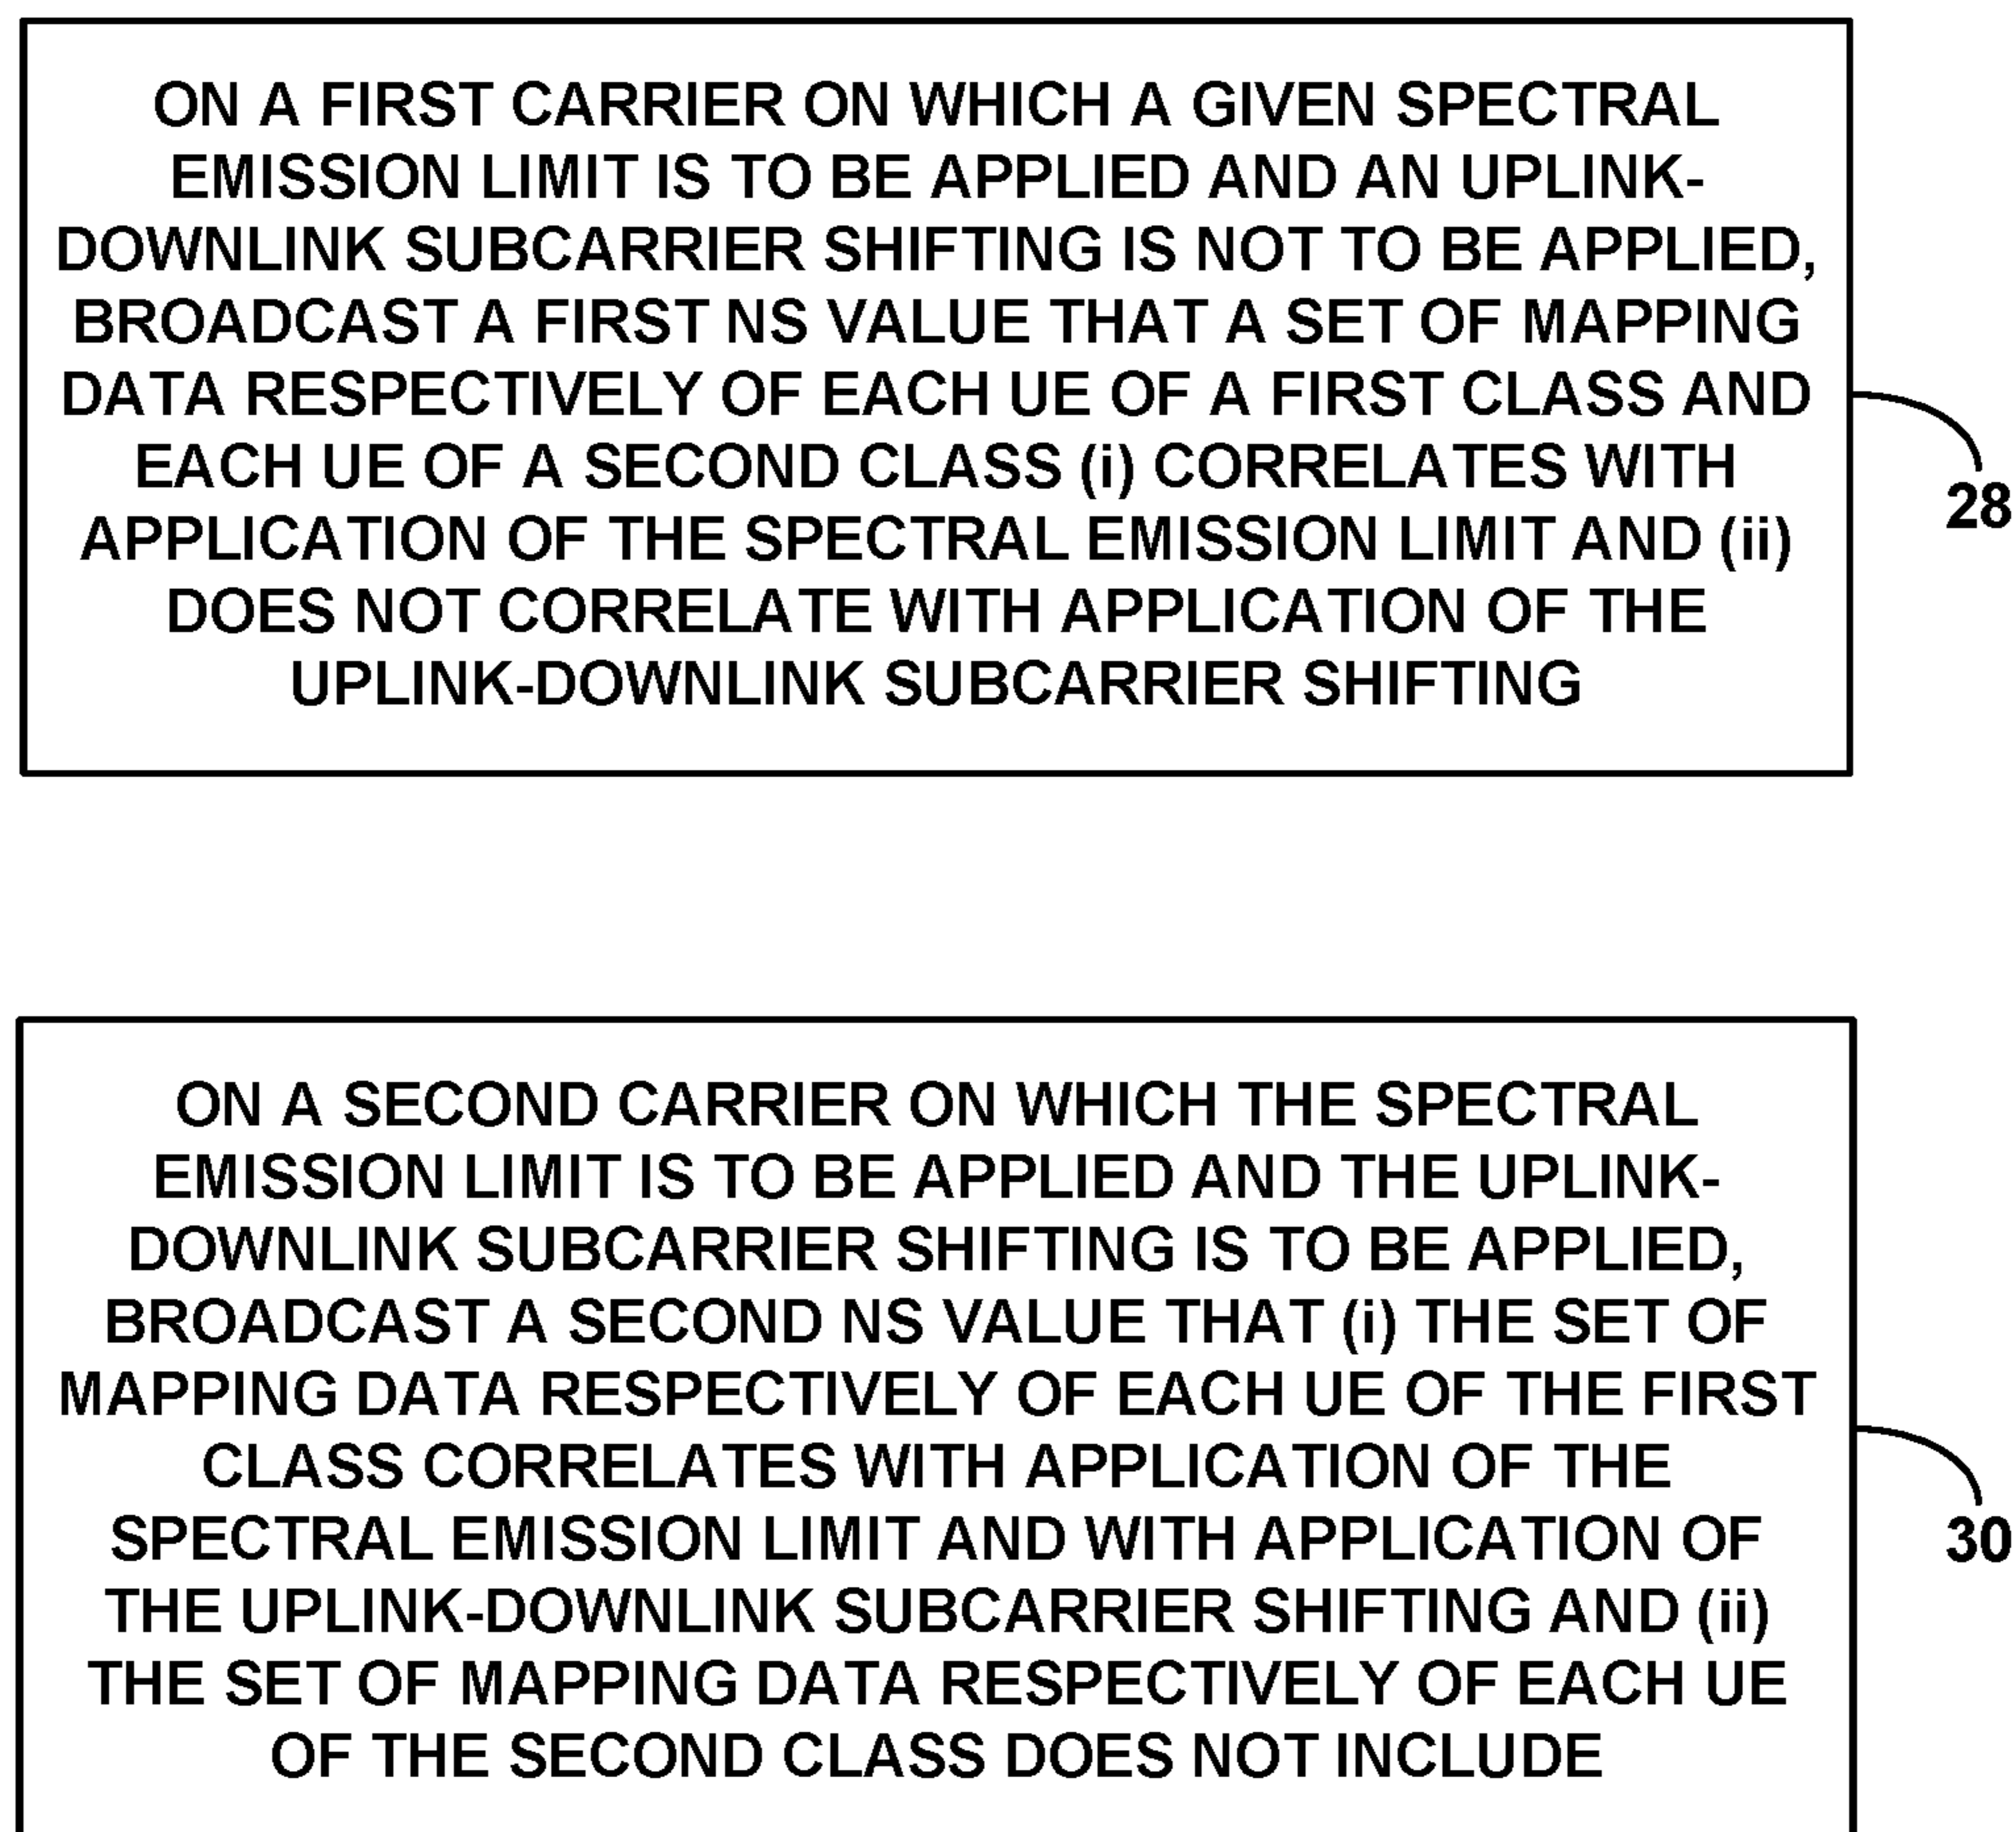 ON A FIRST CARRIER ON WHICH A GIVEN SPECTRAL
EMISSION LIMIT IS TO BE APPLIED AND AN UPLINK-
DOWNLINK SUBCARRIER SHIFTING IS NOT TO BE APPLIED,
BROADCAST A FIRST NS VALUE THAT A SET OF MAPPING
DATA RESPECTIVELY OF EACH UE OF A FIRST CLASS AND
EACH UE OF A SECOND CLASS (i) CORRELATES WITH
APPLICATION OF THE SPECTRAL EMISSION LIMIT AND (ii)
DOES NOT CORRELATE WITH APPLICATION OF THE
UPLINK-DOWNLINK SUBCARRIER SHIFTING
28
ON A SECOND CARRIER ON WHICH THE SPECTRAL
EMISSION LIMIT IS TO BE APPLIED AND THE UPLINK-
DOWNLINK SUBCARRIER SHIFTING IS TO BE APPLIED,
BROADCAST A SECOND NS VALUE THAT (i) THE SET OF
MAPPING DATA RESPECTIVELY OF EACH UE OF THE FIRST
CLASS CORRELATES WITH APPLICATION OF THE
SPECTRAL EMISSION LIMIT AND WITH APPLICATION OF
THE UPLINK-DOWNLINK SUBCARRIER SHIFTING AND (ii)
THE SET OF MAPPING DATA RESPECTIVELY OF EACH UE
OF THE SECOND CLASS DOES NOT INCLUDE
30